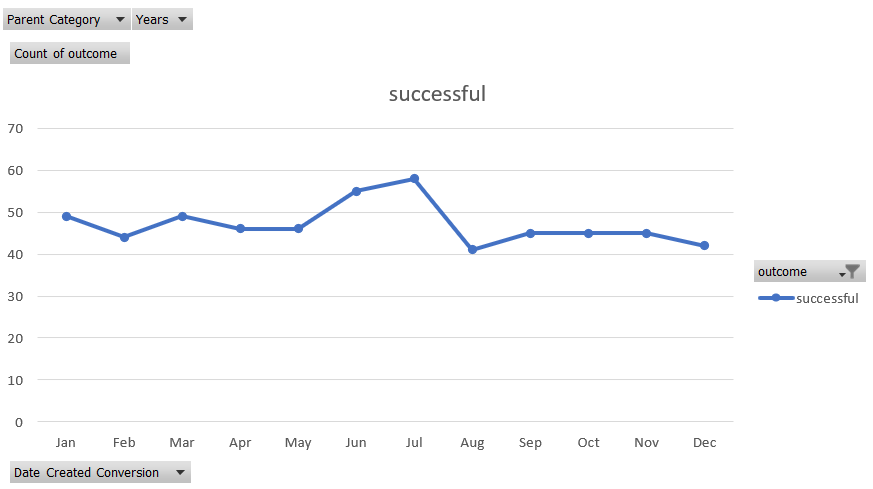 Parent Category Years
Count of outcome
successful
70
60
50
40
30
20
10
0
Jan Feb Mar Apr May Jun Jul Aug Sep Oct Nov Dec
outcome
successful
Date Created Conversion